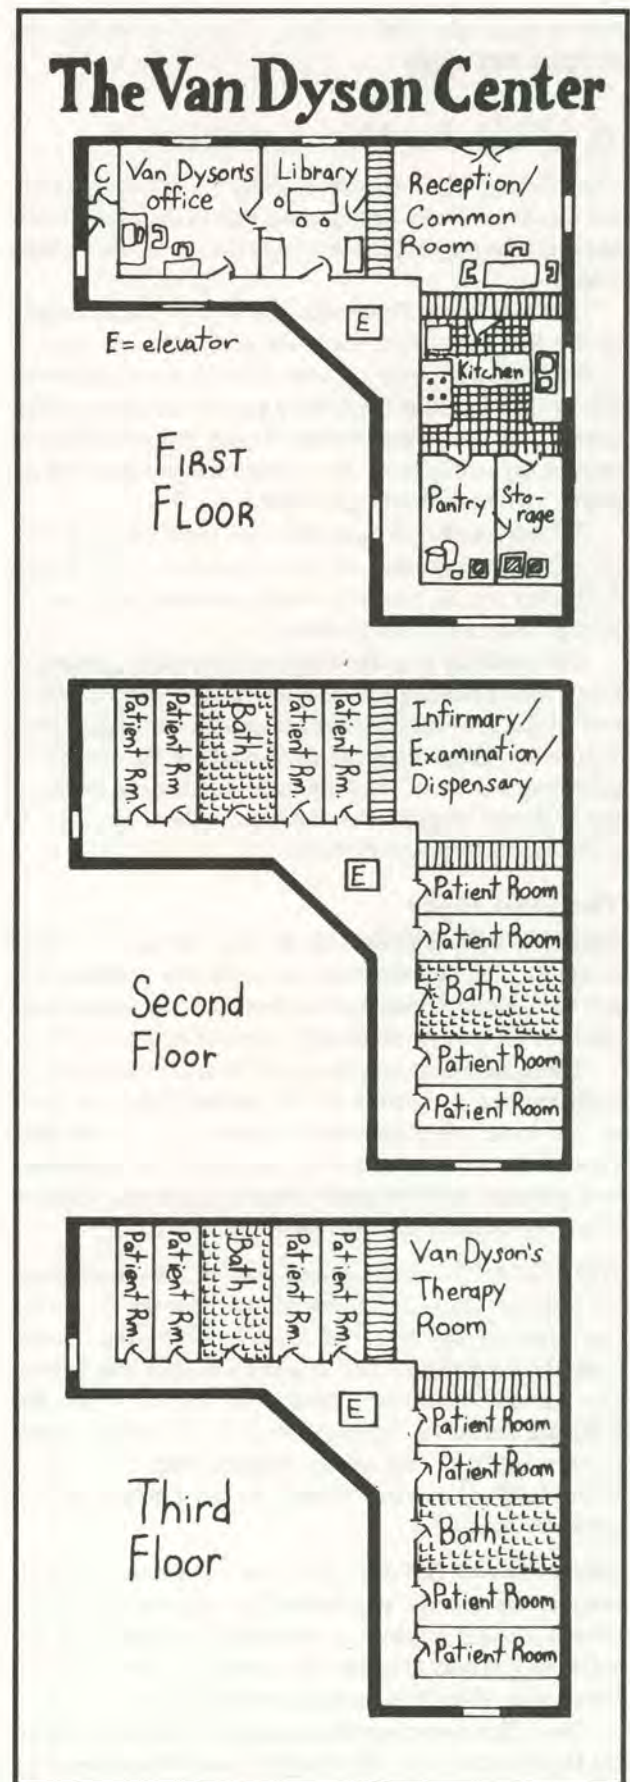 The Van Dyson Center
C
Van Dyson's
office
Library
Reception/
Common
Room
E
E = elevator
Kitchen
FIRST
FLOOR
Pantry
Sto-
rage
Patient Rm.
Patient Rm.
Bath
Patient Rm.
Patient Rm.
Infirmary/
Examination/
Dispensary
E
Patient Room
Patient Room
Bath
Patient Room
Patient Room
Second
Floor
Patient Rm.
Patient Rm.
Bath
Patient Rm.
Patient Rm.
Van Dyson's
Therapy
Room
E
Patient Room
Patient Room
Bath
Patient Room
Patient Room
Third
Floor